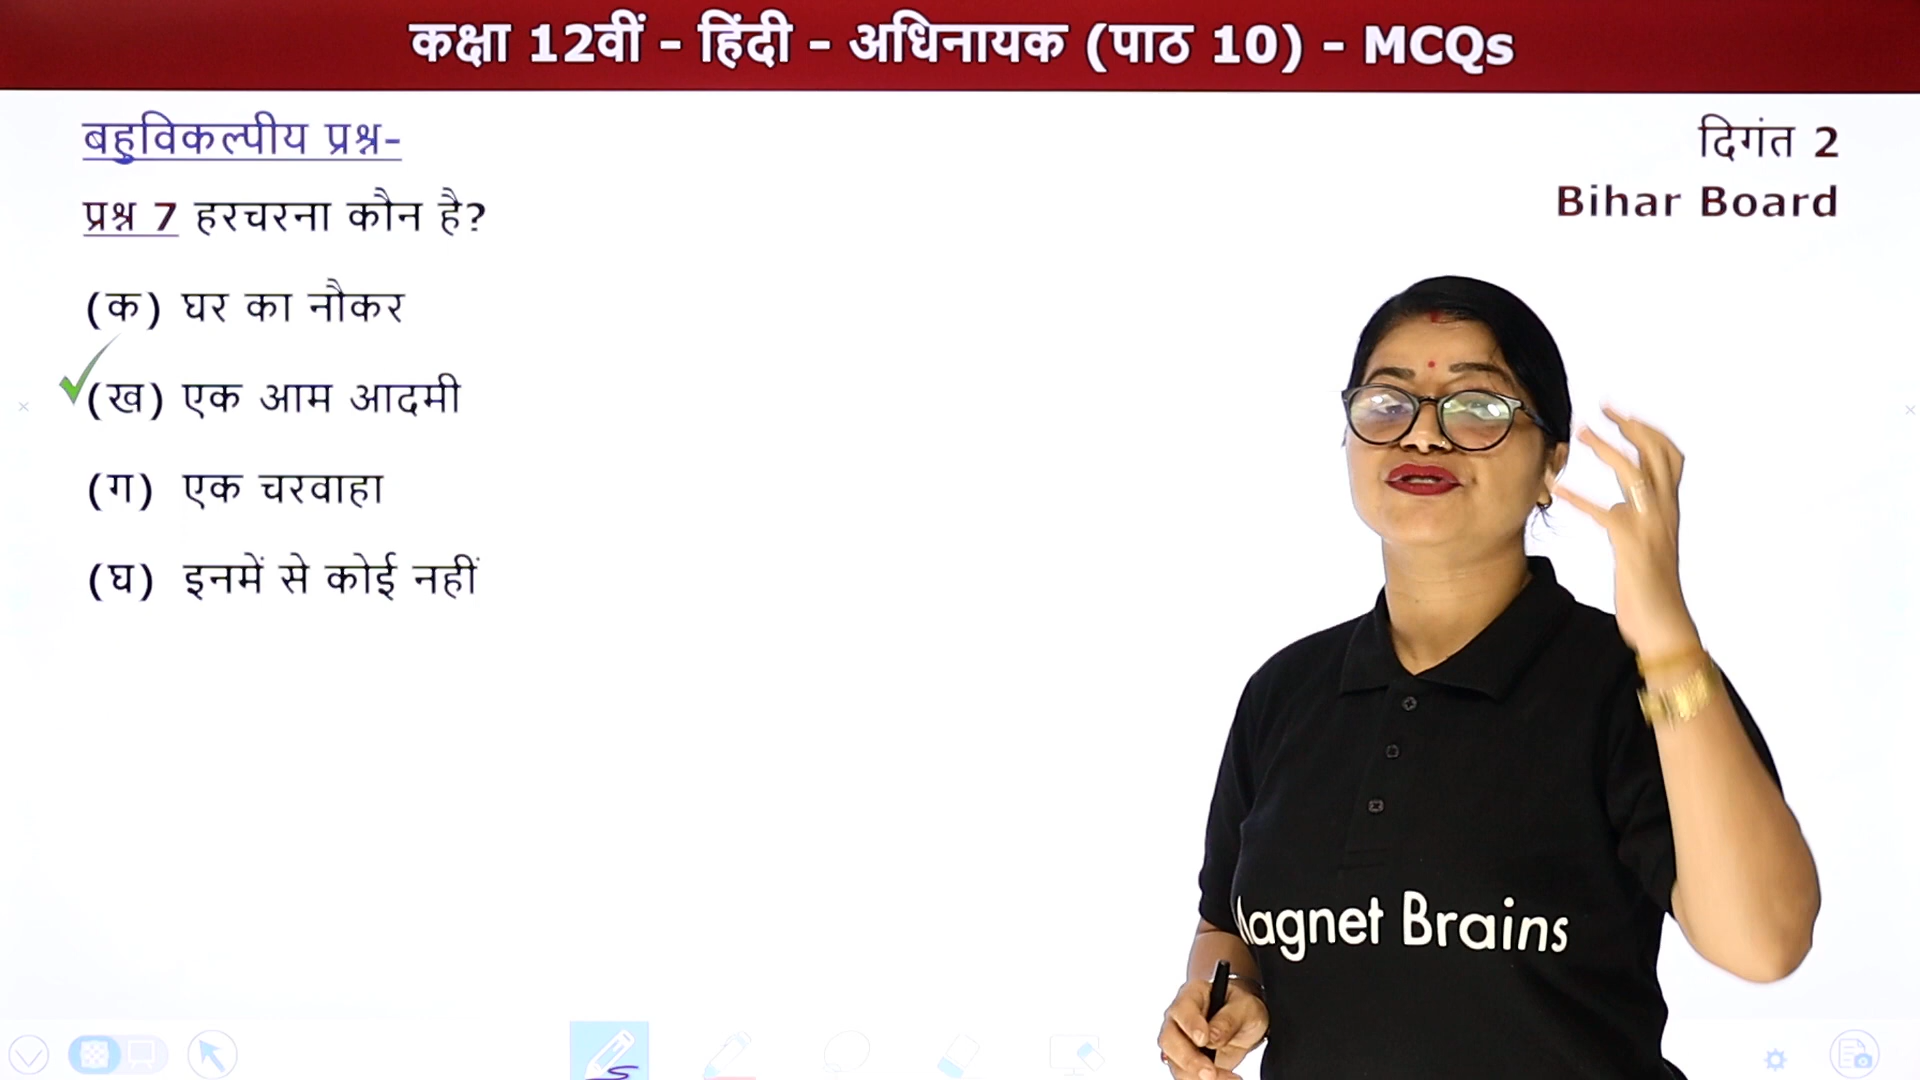 कक्षा 12वीं - हिंदी - अधिनायक (पाठ 10) - MCQs
बहुविकल्पीय प्रश्न-
दिगंत 2
Bihar Board
प्रश्न 7 हरचरना कौन है?
(क) घर का नौकर
(ख) एक आम आदमी
(ग) एक चरवाहा
(घ) इनमें से कोई नहीं
Magnet Brains